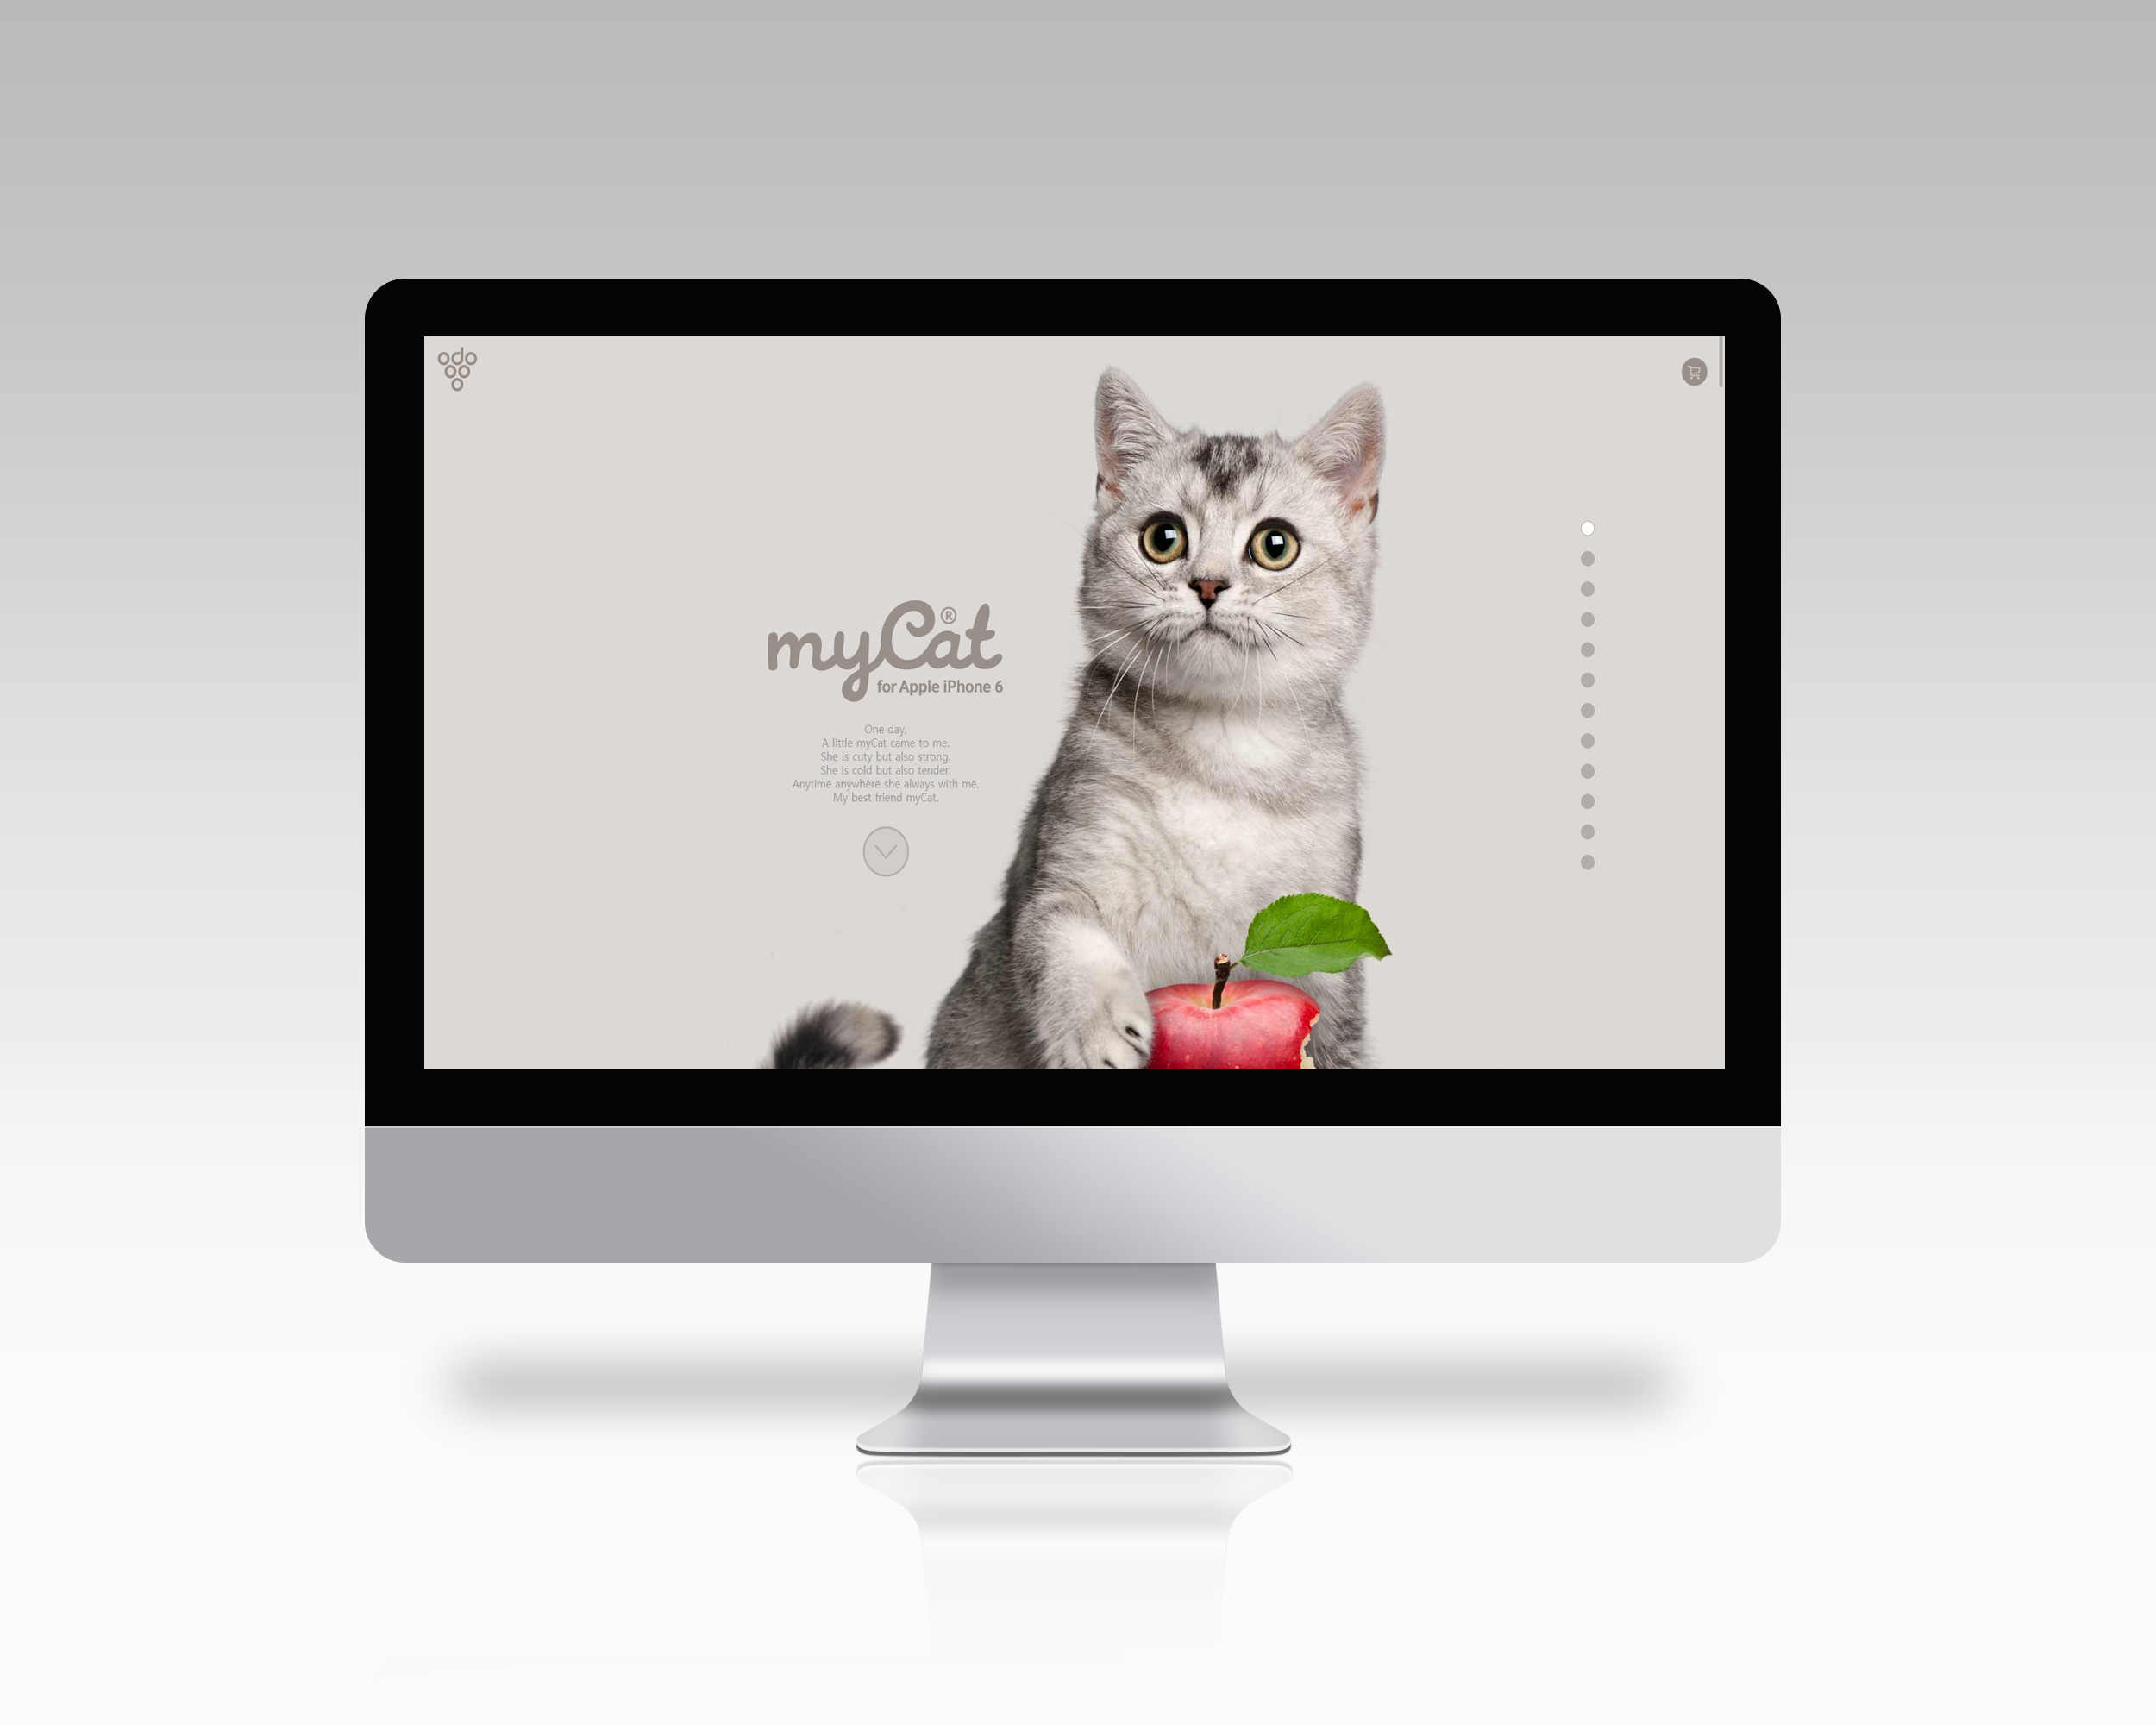 odo
myCat®
for Apple iPhone 6
One day,
A little myCat came to me.
She is cuty but also strong.
She is cold but also tender.
Anytime anywhere she always with me.
My best friend myCat.